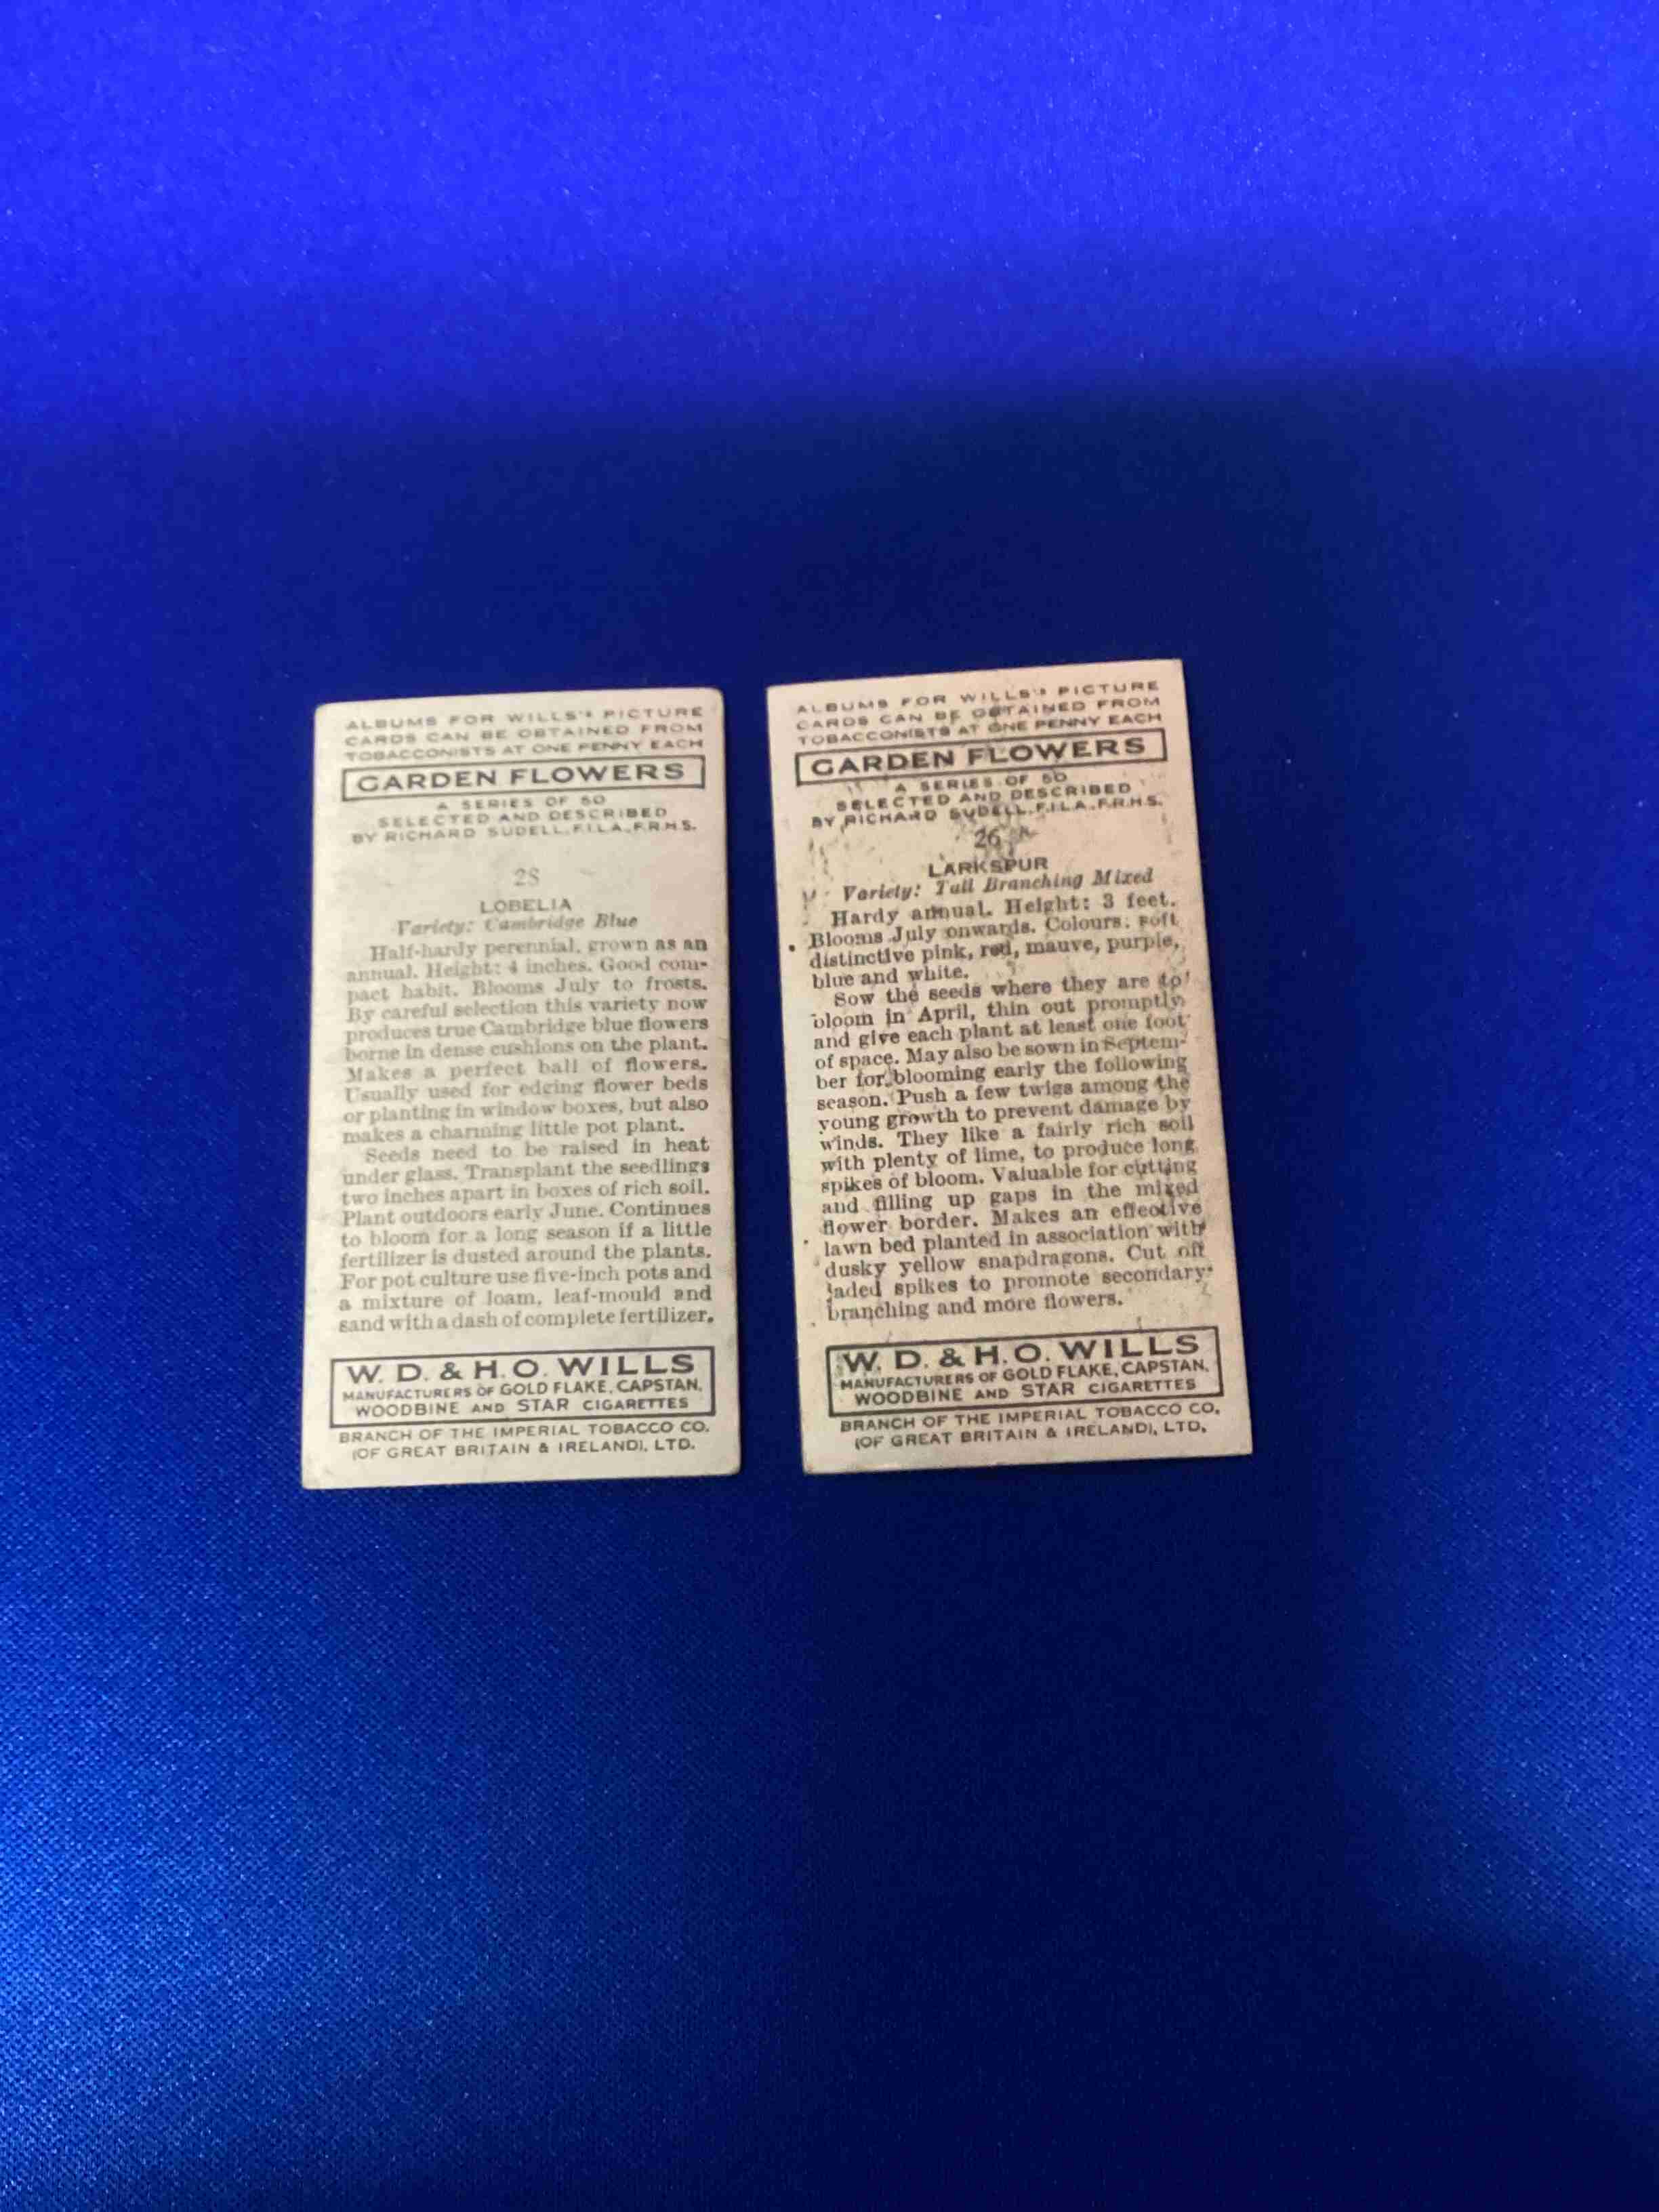 ALBUMS FOR WILLS'S PICTURE
CARDS CAN BE OBTAINED FROM
TOBACCONISTS AT ONE PENNY EACH
GARDEN FLOWERS
A SERIES OF 50
SELECTED AND DESCRIBED
BY RICHARD SUDELL, F.I.L.A., F.R.H.S.
28
LOBELIA
Variety: Cambridge Blue
Half-hardy perennial, grown as an
annual. Height: 4 inches. Good com-
pact habit. Blooms July to frosts.
By careful selection this variety now
produces true Cambridge blue flowers
borne in dense cushions on the plant.
Makes a perfect ball of flowers.
Usually used for edging flower beds
or planting in window boxes, but also
makes a charming little pot plant.
Seeds need to be raised in heat
under glass. Transplant the seedlings
two inches apart in boxes of rich soil.
Plant outdoors early June. Continues
to bloom for a long season if a little
fertilizer is dusted around the plants.
For pot culture use five-inch pots and
a mixture of loam, leaf-mould and
sand with a dash of complete fertilizer.
W. D. & H. O. WILLS
MANUFACTURERS OF GOLD FLAKE, CAPSTAN,
WOODBINE AND STAR CIGARETTES
BRANCH OF THE IMPERIAL TOBACCO CO.
(OF GREAT BRITAIN & IRELAND), LTD.
ALBUMS FOR WILLS'S PICTURE
CARDS CAN BE OBTAINED FROM
TOBACCONISTS AT ONE PENNY EACH
GARDEN FLOWERS
A SERIES OF 50
SELECTED AND DESCRIBED
BY RICHARD SUDELL, F.I.L.A., F.R.H.S.
26
LARKSPUR
Variety: Tall Branching Mixed
Hardy annual. Height: 3 feet.
Blooms July onwards. Colours: soft
distinctive pink, red, mauve, purple,
blue and white.
Sow the seeds where they are to
bloom in April, thin out promptly
and give each plant at least one foot
of space. May also be sown in Septem-
ber for blooming early the following
season. Push a few twigs among the
young growth to prevent damage by
winds. They like a fairly rich soil
with plenty of lime, to produce long
spikes of bloom. Valuable for cutting
and filling up gaps in the mixed
flower border. Makes an effective
lawn bed planted in association with
dusky yellow snapdragons. Cut off
faded spikes to promote secondary
branching and more flowers.
W. D. & H. O. WILLS
MANUFACTURERS OF GOLD FLAKE, CAPSTAN,
WOODBINE AND STAR CIGARETTES
BRANCH OF THE IMPERIAL TOBACCO CO.
(OF GREAT BRITAIN & IRELAND), LTD.